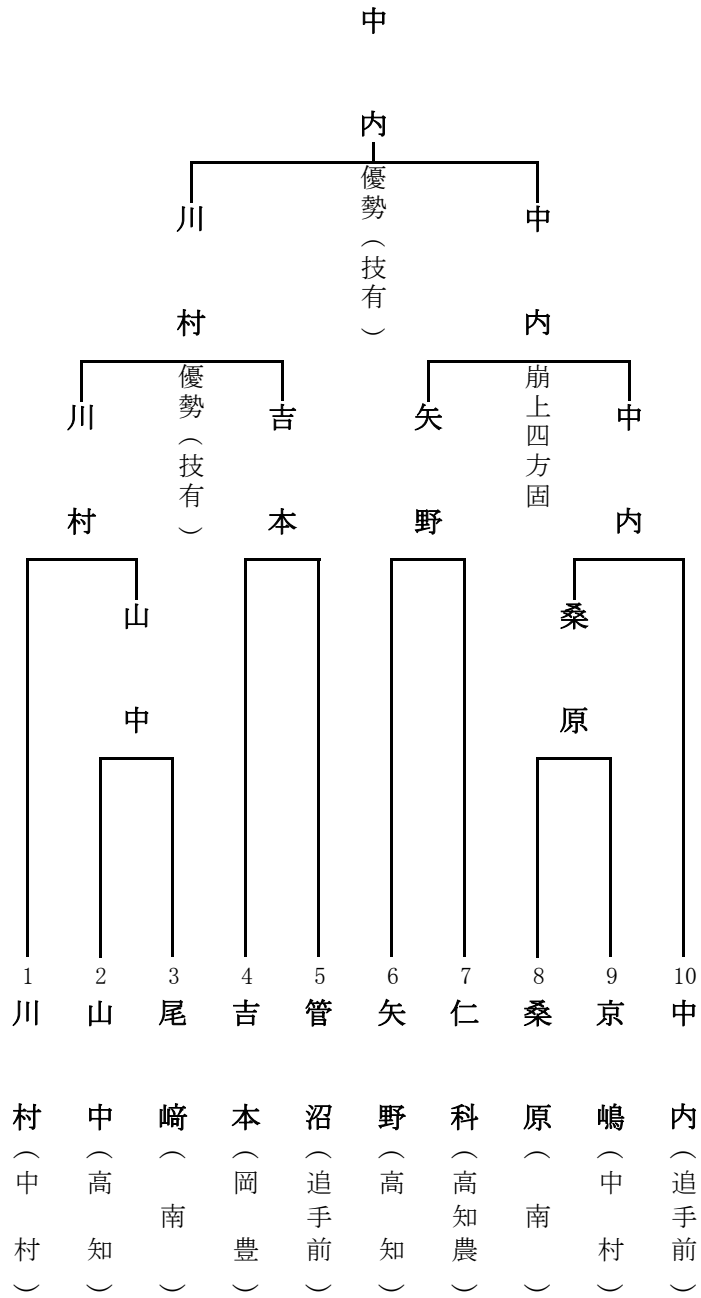 中内
優勢（技有）
川村
中内
優勢（技有）
崩上四方固
川村
吉本
矢野
中内
山中
桑原
1
2
3
4
5
6
7
8
9
10
川村（中村）
山中（高知）
尾﨑（南）
吉本（岡豊）
管沼（追手前）
矢野（高知）
仁科（高知農）
桑原（南）
京嶋（中村）
中内（追手前）